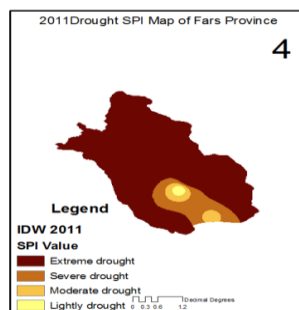 2011Drought SPI Map of Fars Province
4
Legend
IDW 2011
SPI Value
Extreme drought
Severe drought
Moderate drought
Lightly drought
Decimal Degrees
0 0.3 0.6 1.2